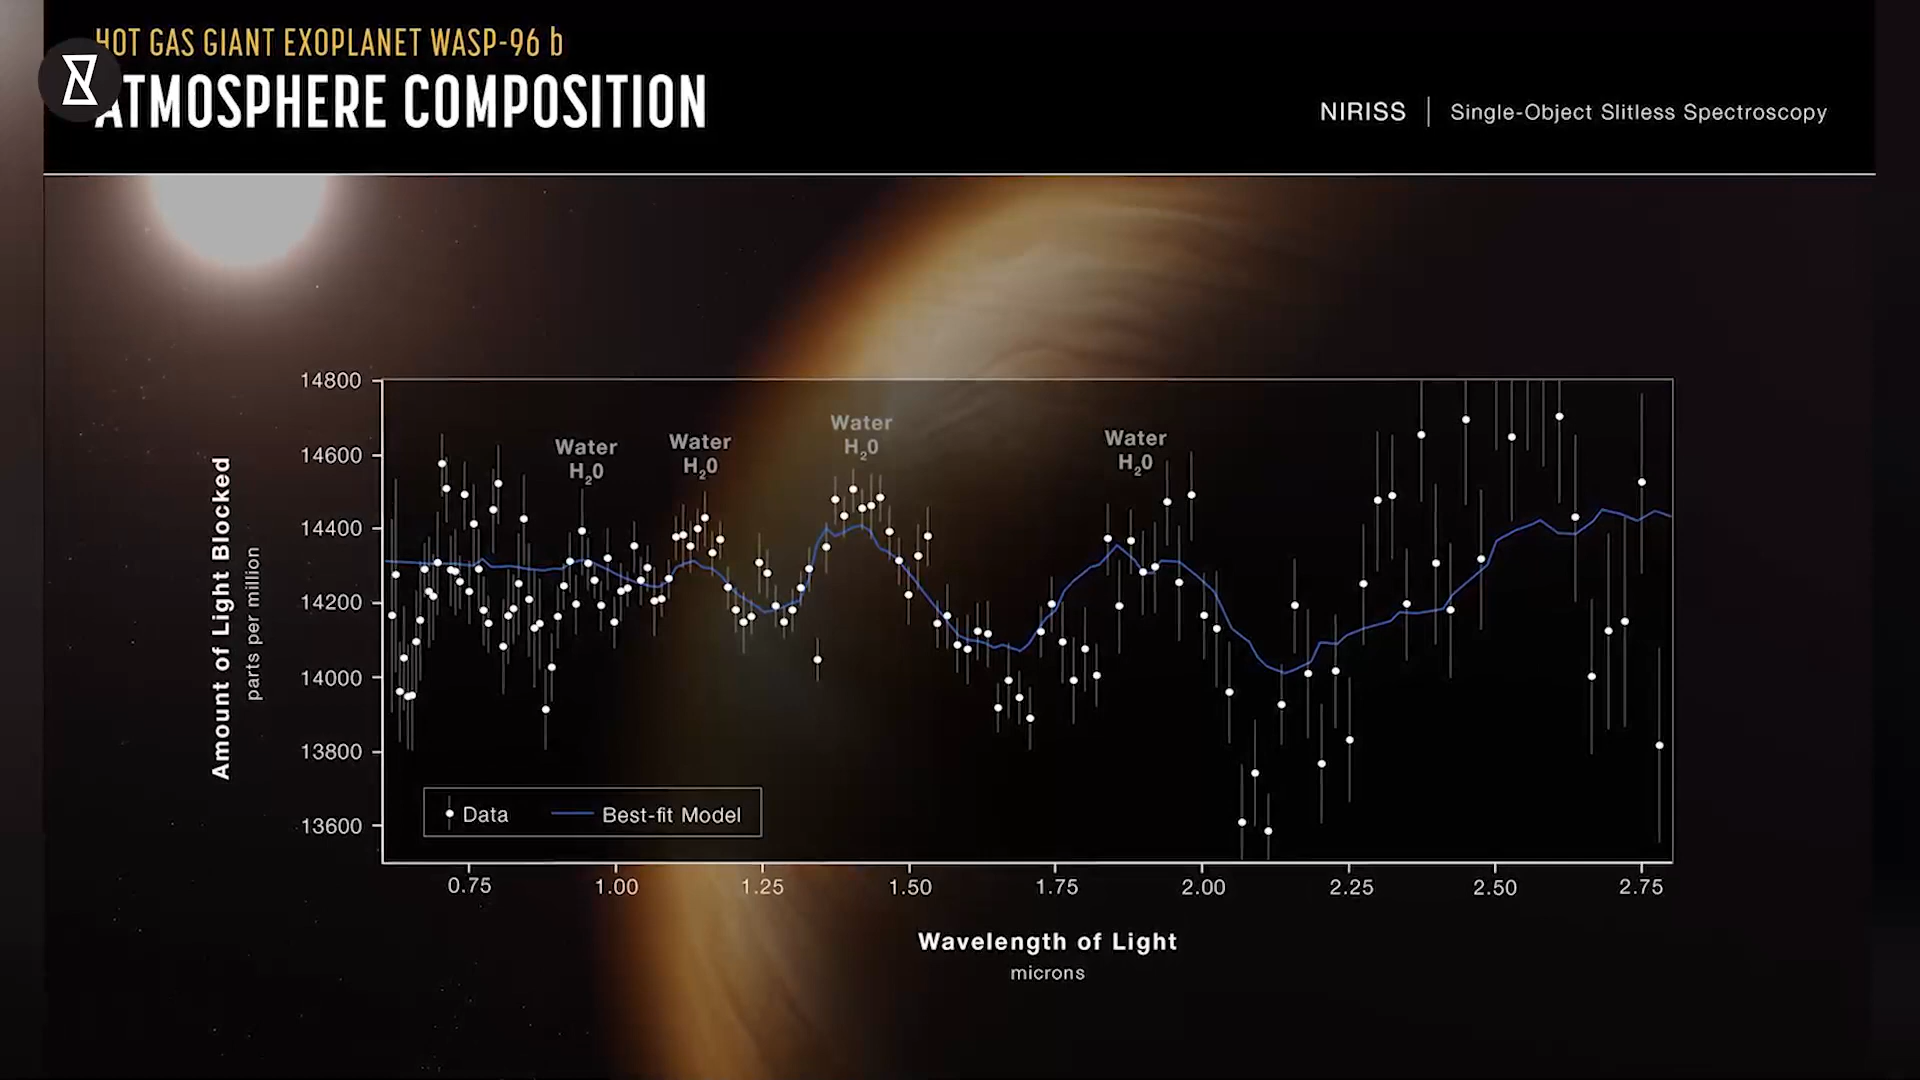 HOT GAS GIANT EXOPLANET WASP-96 b
ATMOSPHERE COMPOSITION
NIRISS | Single-Object Slitless Spectroscopy
Amount of Light Blocked
parts per million
14800
14600
14400
14200
14000
13800
13600
Water
H₂0
Water
H₂0
Water
H₂0
Water
H₂0
Data
Best-fit Model
0.75 1.00 1.25 1.50 1.75 2.00 2.25 2.50 2.75
Wavelength of Light
microns